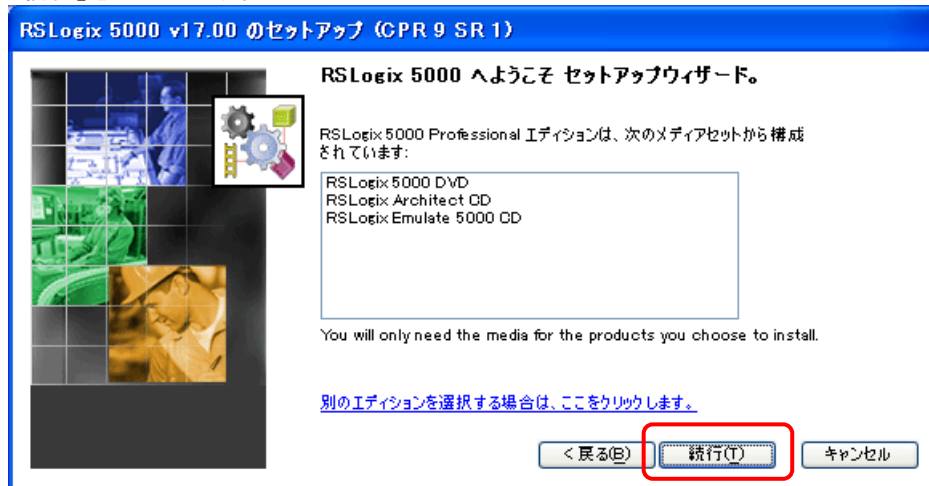 RSLogix 5000 v17.00 のセットアップ (CPR 9 SR 1)
RSLogix 5000 へようこそ セットアップウィザード。
RSLogix 5000 Professional エディションは、次のメディアセットから構成
されています:
RSLogix 5000 DVD
RSLogix Architect CD
RSLogix Emulate 5000 CD
You will only need the media for the products you choose to install.
別のエディションを選択する場合は、ここをクリックします。
< 戻る(B) 続行(T) キャンセル